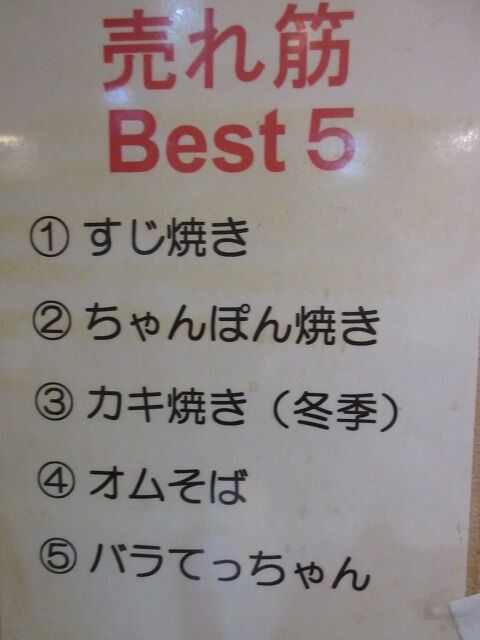 売れ筋
Best 5
① すじ焼き
② ちゃんぽん焼き
③ カキ焼き（冬季）
④ オムそば
⑤ バラてっちゃん